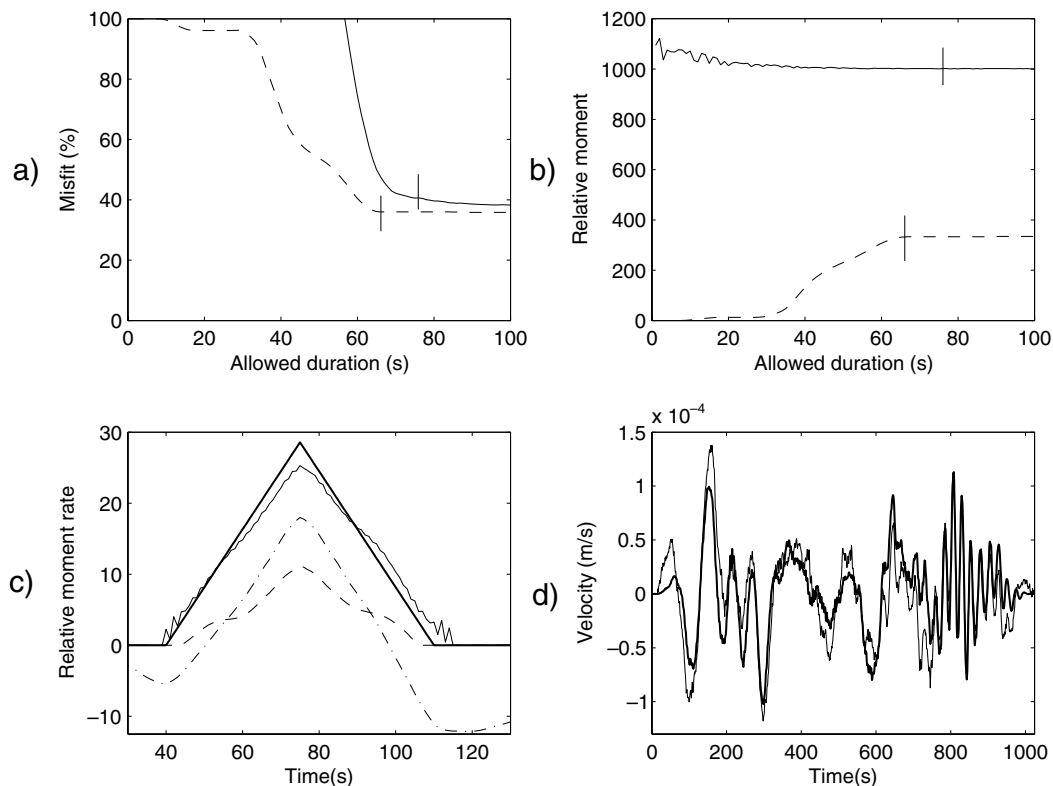 a)
Misfit (%)
100
80
60
40
20
0
0 20 40 60 80 100
Allowed duration (s)
b)
Relative moment
1200
1000
800
600
400
200
0
0 20 40 60 80 100
Allowed duration (s)
c)
Relative moment rate
30
20
10
0
−10
40 60 80 100 120
Time(s)
d)
Velocity (m/s)
x 10−4
1.5
1
0.5
0
−0.5
−1
0 200 400 600 800 1000
Time(s)